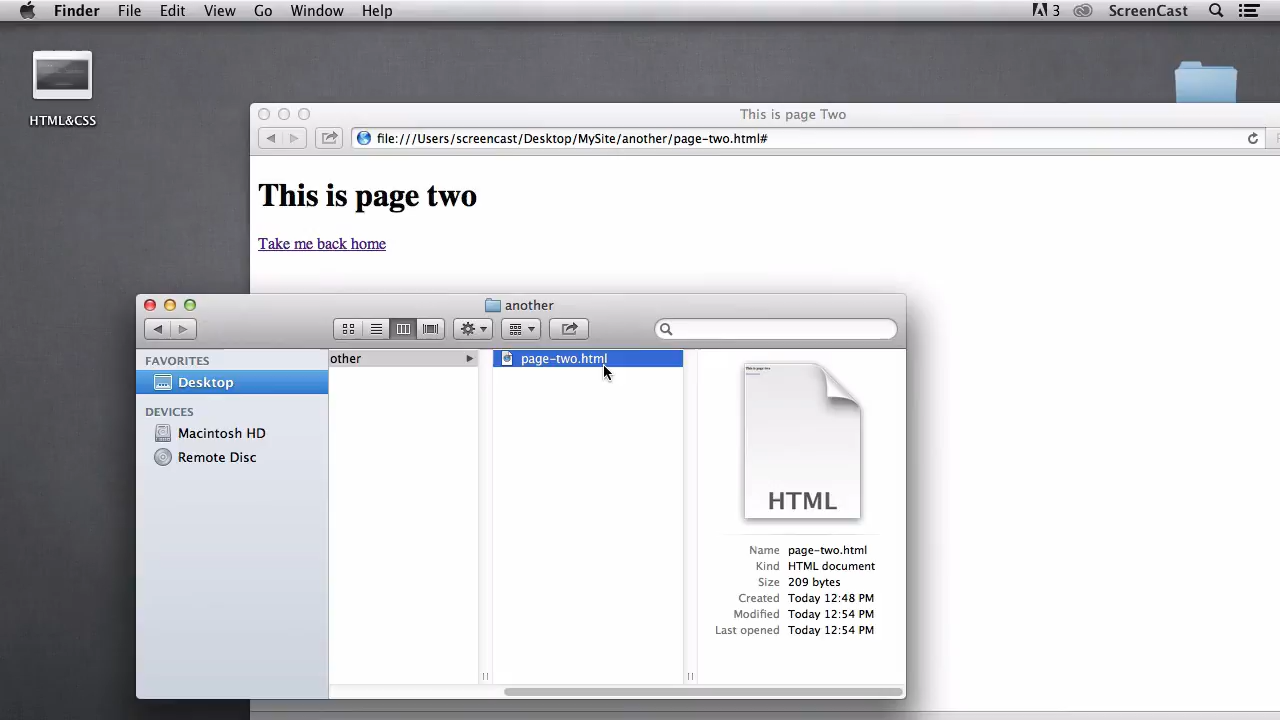 Finder File Edit View Go Window Help 3 ScreenCast
HTML&CSS
This is page Two
file:///Users/screencast/Desktop/MySite/another/page-two.html#
This is page two
Take me back home
another
FAVORITES
Desktop
DEVICES
Macintosh HD
Remote Disc
other
page-two.html
HTML
Name page-two.html
Kind HTML document
Size 209 bytes
Created Today 12:48 PM
Modified Today 12:54 PM
Last opened Today 12:54 PM